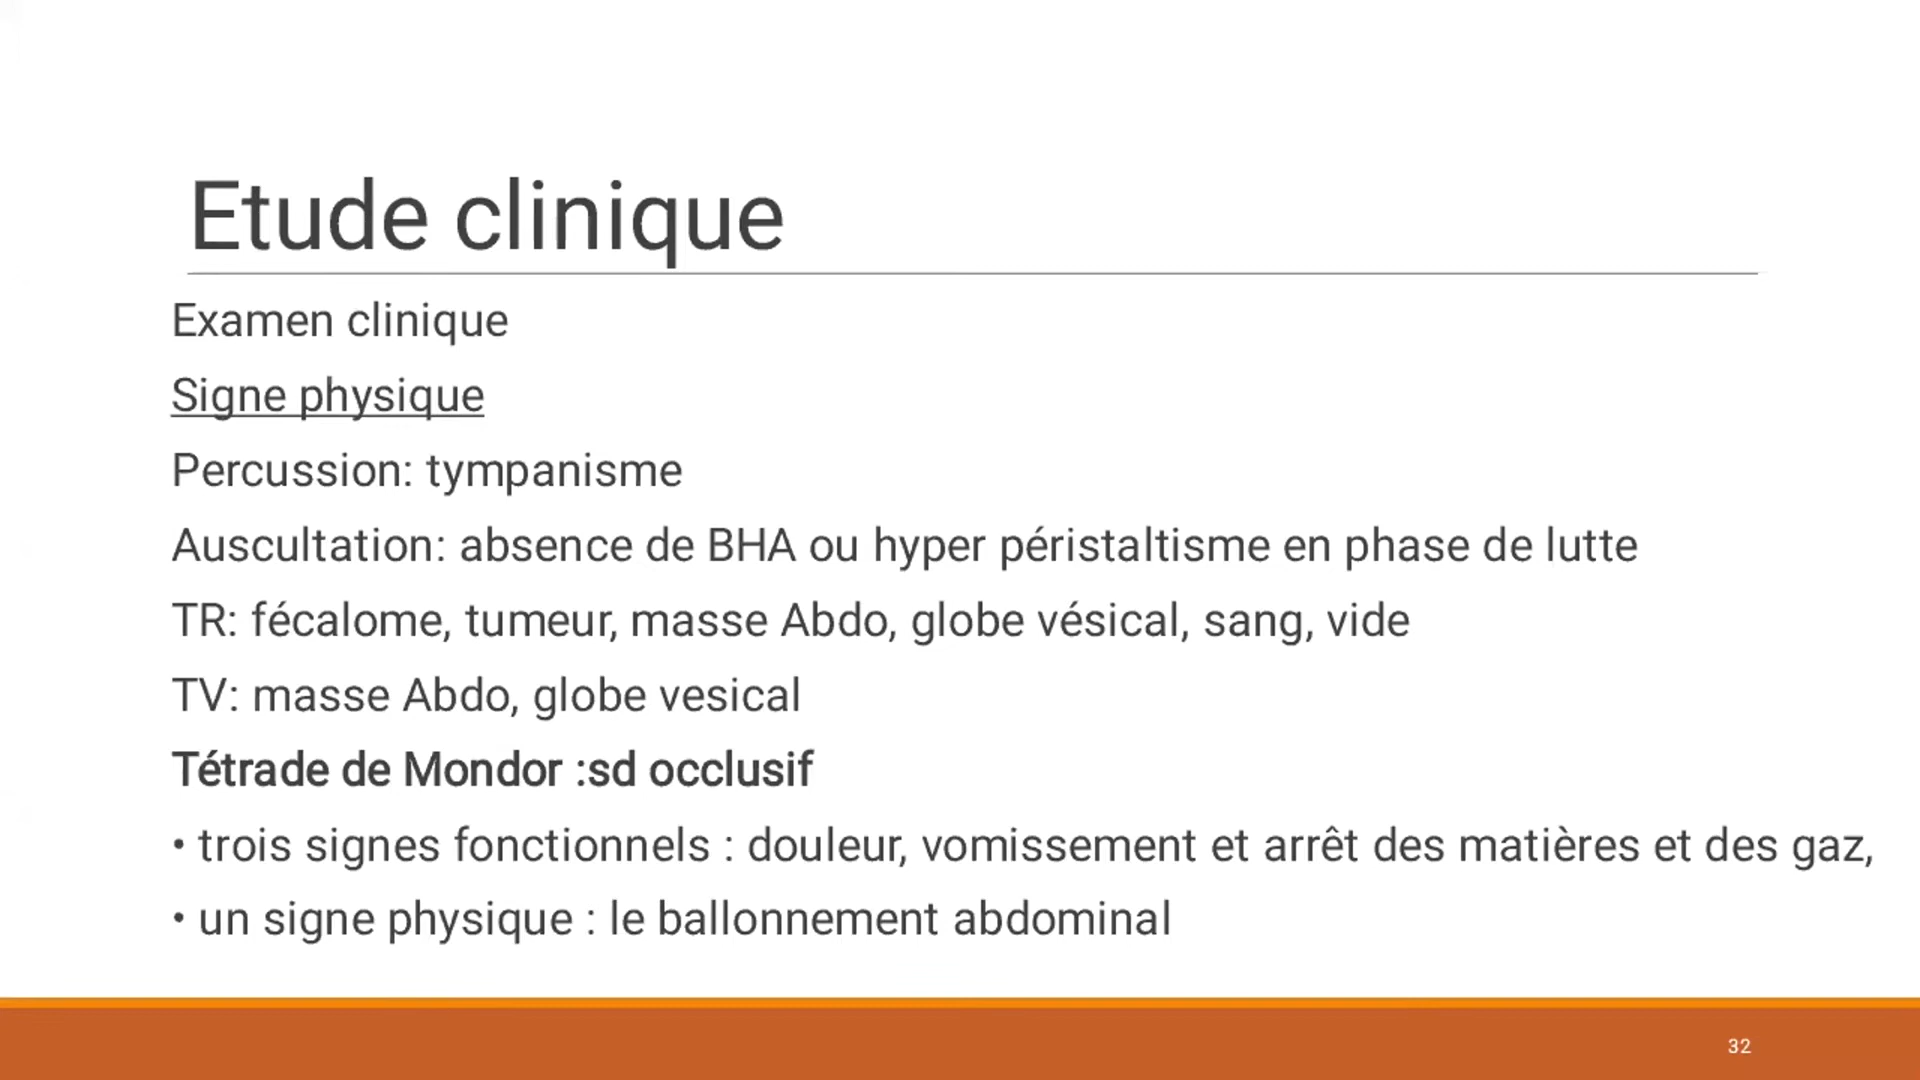 Etude clinique
Examen clinique
Signe physique
Percussion: tympanisme
Auscultation: absence de BHA ou hyper péristaltisme en phase de lutte
TR: fécalome, tumeur, masse Abdo, globe vésical, sang, vide
TV: masse Abdo, globe vesical
Tétrade de Mondor :sd occlusif
• trois signes fonctionnels : douleur, vomissement et arrêt des matières et des gaz,
• un signe physique : le ballonnement abdominal
32